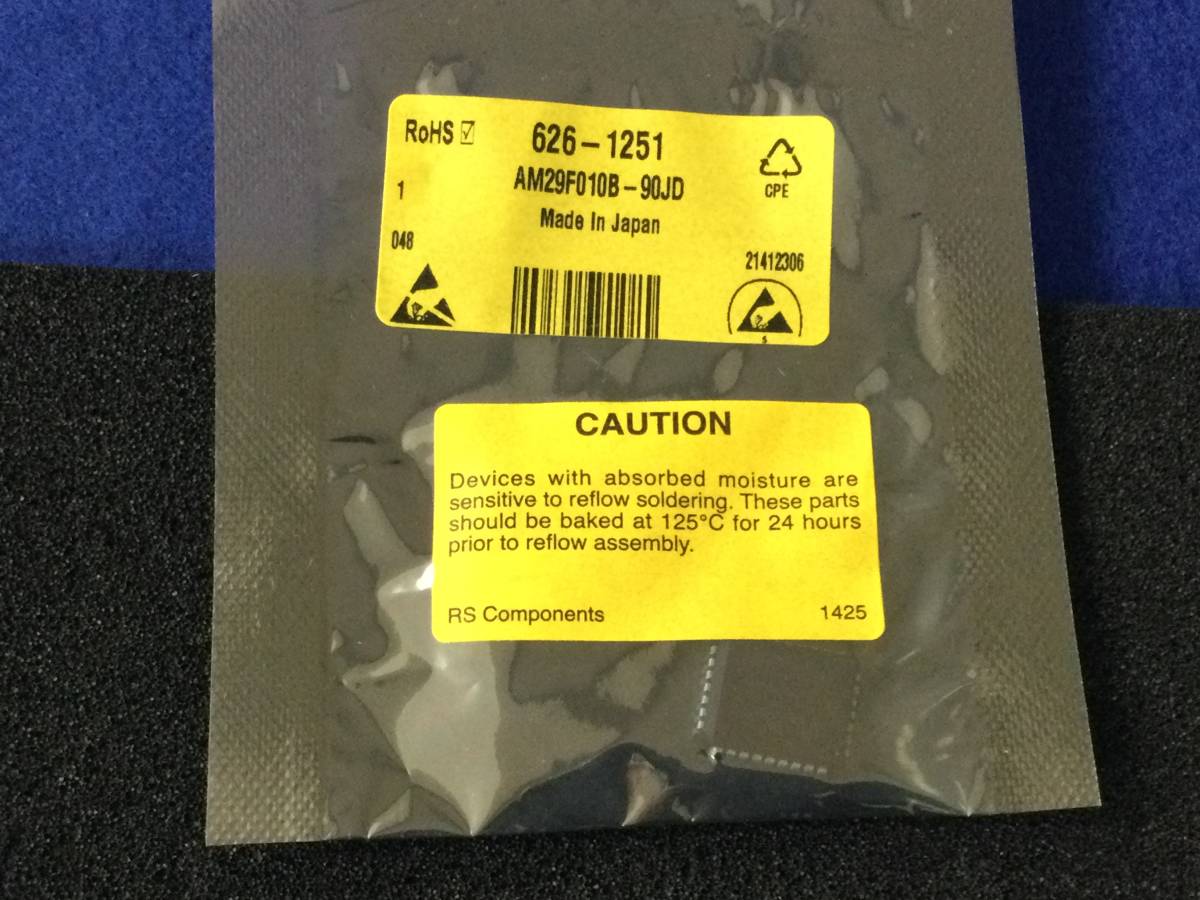 RoHS ☑
626-1251
AM29F010B-90JD
1
Made In Japan
CPE
048
21412306
S
CAUTION
Devices with absorbed moisture are
sensitive to reflow soldering. These parts
should be baked at 125°C for 24 hours
prior to reflow assembly.
RS Components 1425